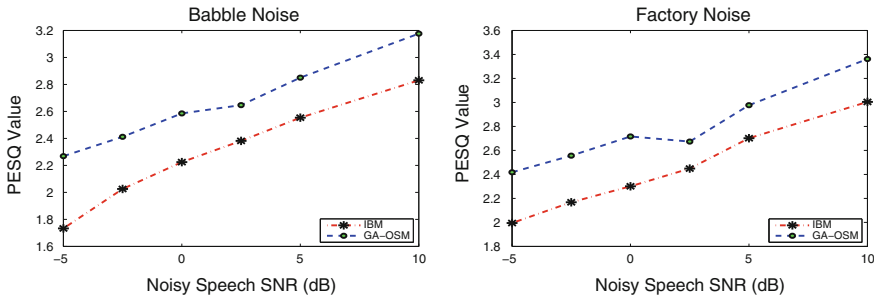 Babble Noise
3.2
3
2.8
2.6
2.4
2.2
2
1.8
1.6
PESQ Value
−5
0
5
10
Noisy Speech SNR (dB)
IBM
GA−OSM
Factory Noise
3.6
3.4
3.2
3
2.8
2.6
2.4
2.2
2
1.8
PESQ Value
−5
0
5
10
Noisy Speech SNR (dB)
IBM
GA−OSM